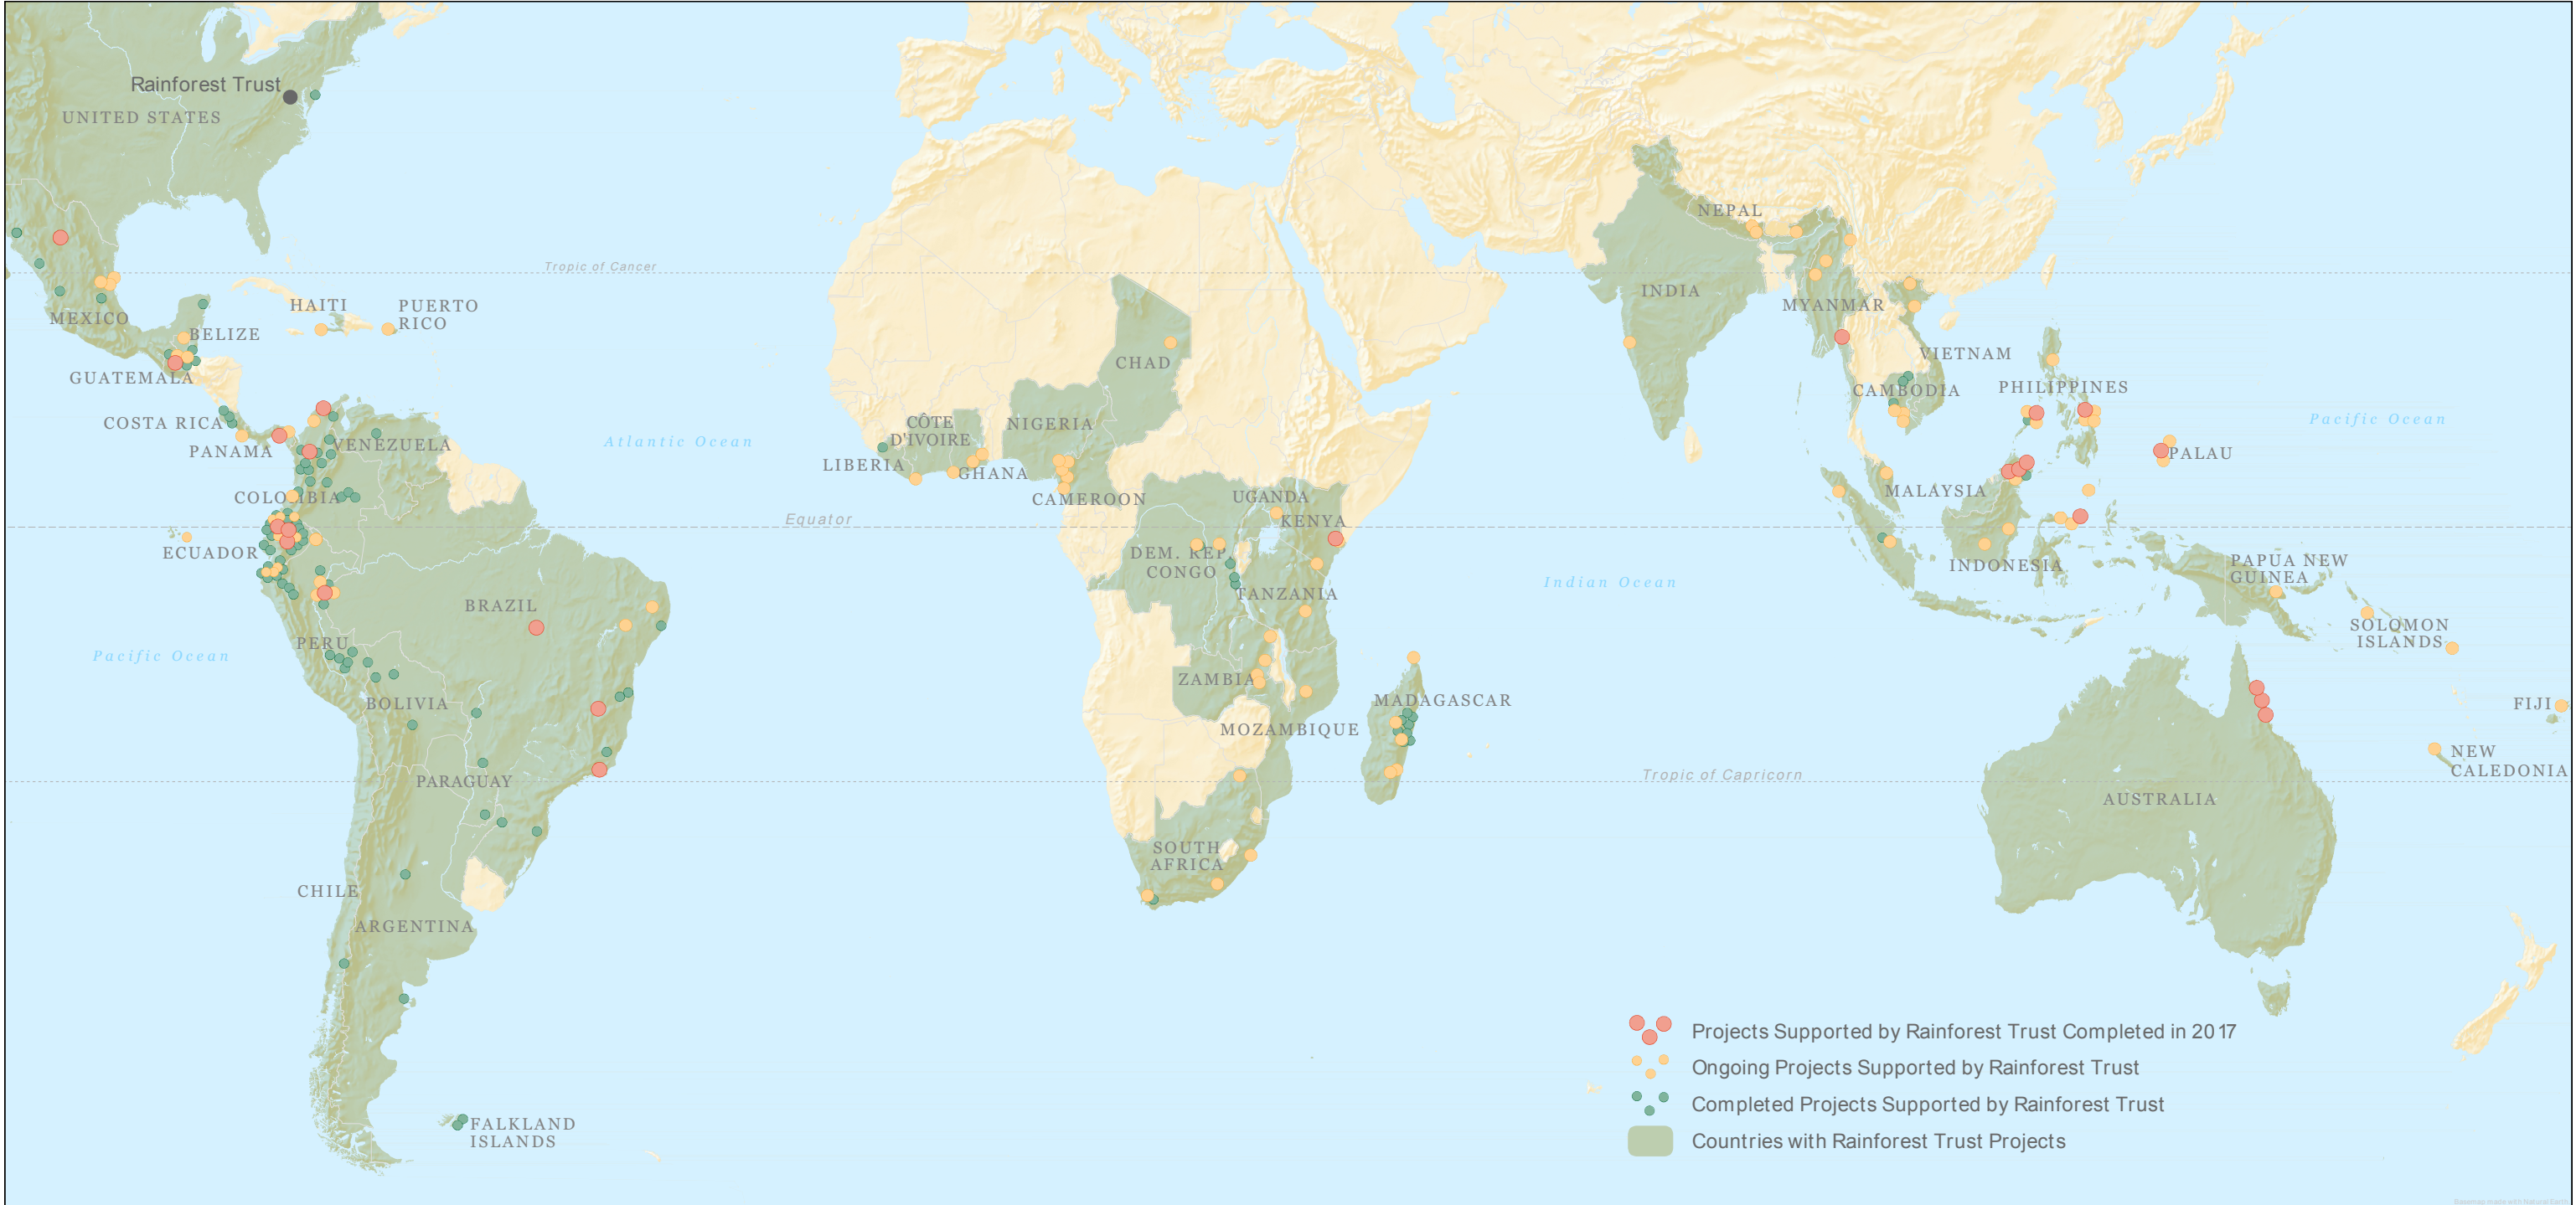 Rainforest Trust
UNITED STATES
NEPAL
Tropic of Cancer
INDIA
HAITI
PUERTO
RICO
MEXICO
BELIZE
MYANMAR
CHAD
VIETNAM
GUATEMALA
CAMBODIA
PHILIPPINES
COSTA RICA
CÔTE
D'IVOIRE
NIGERIA
Pacific Ocean
Atlantic Ocean
VENEZUELA
PANAMA
LIBERIA
GHANA
PALAU
COLOMBIA
CAMEROON
UGANDA
MALAYSIA
Equator
KENYA
ECUADOR
DEM. REP.
CONGO
INDONESIA
PAPUA NEW
GUINEA
Indian Ocean
TANZANIA
BRAZIL
SOLOMON
ISLANDS
PERU
Pacific Ocean
ZAMBIA
BOLIVIA
MADAGASCAR
FIJI
MOZAMBIQUE
NEW
CALEDONIA
PARAGUAY
Tropic of Capricorn
AUSTRALIA
SOUTH
AFRICA
CHILE
ARGENTINA
Projects Supported by Rainforest Trust Completed in 2017
Ongoing Projects Supported by Rainforest Trust
Completed Projects Supported by Rainforest Trust
Countries with Rainforest Trust Projects
FALKLAND
ISLANDS
Basemap made with Natural Earth